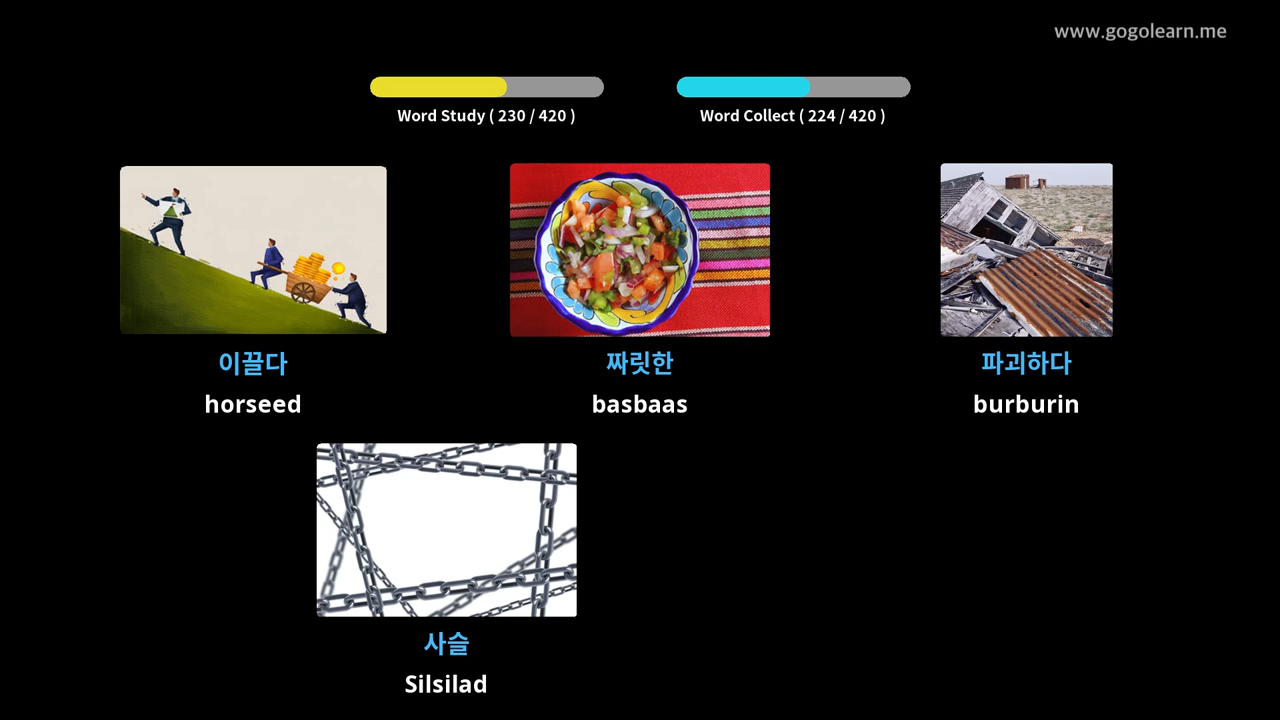 www.gogolearn.me
Word Study ( 230 / 420 )
Word Collect ( 224 / 420 )
이끌다
horseed
짜릿한
basbaas
파괴하다
burburin
사슬
Silsilad